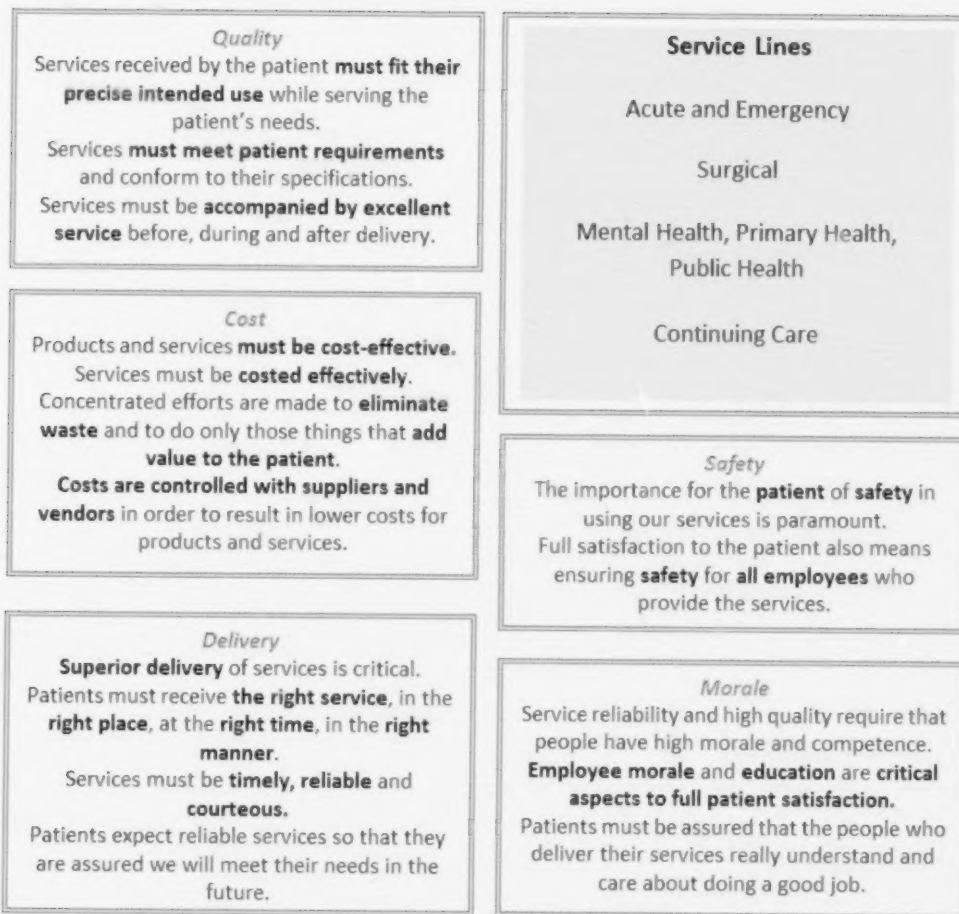 Quality
Services received by the patient must fit their
precise intended use while serving the
patient's needs.
Services must meet patient requirements
and conform to their specifications.
Services must be accompanied by excellent
service before, during and after delivery.
Cost
Products and services must be cost-effective.
Services must be costed effectively.
Concentrated efforts are made to eliminate
waste and to do only those things that add
value to the patient.
Costs are controlled with suppliers and
vendors in order to result in lower costs for
products and services.
Delivery
Superior delivery of services is critical.
Patients must receive the right service, in the
right place, at the right time, in the right
manner.
Services must be timely, reliable and
courteous.
Patients expect reliable services so that they
are assured we will meet their needs in the
future.
Service Lines
Acute and Emergency
Surgical
Mental Health, Primary Health,
Public Health
Continuing Care
Safety
The importance for the patient of safety in
using our services is paramount.
Full satisfaction to the patient also means
ensuring safety for all employees who
provide the services.
Morale
Service reliability and high quality require that
people have high morale and competence.
Employee morale and education are critical
aspects to full patient satisfaction.
Patients must be assured that the people who
deliver their services really understand and
care about doing a good job.